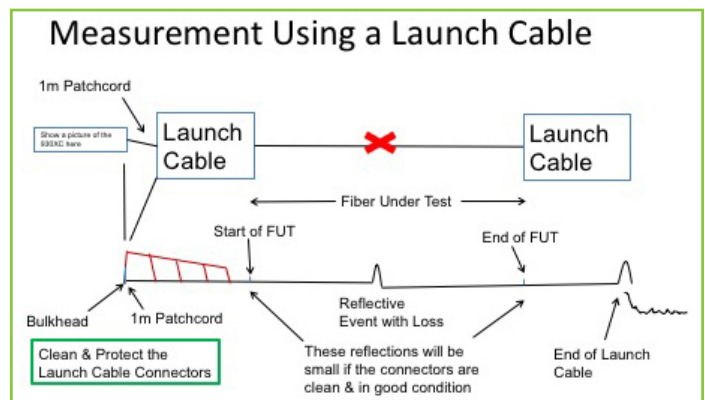 Measurement Using a Launch Cable
1m Patchcord
Show a picture of the
930XC here
Launch
Cable
Launch
Cable
Fiber Under Test
Start of FUT
End of FUT
Bulkhead
1m Patchcord
Reflective
Event with Loss
Clean & Protect the
Launch Cable Connectors
These reflections will be
small if the connectors are
clean & in good condition
End of Launch
Cable